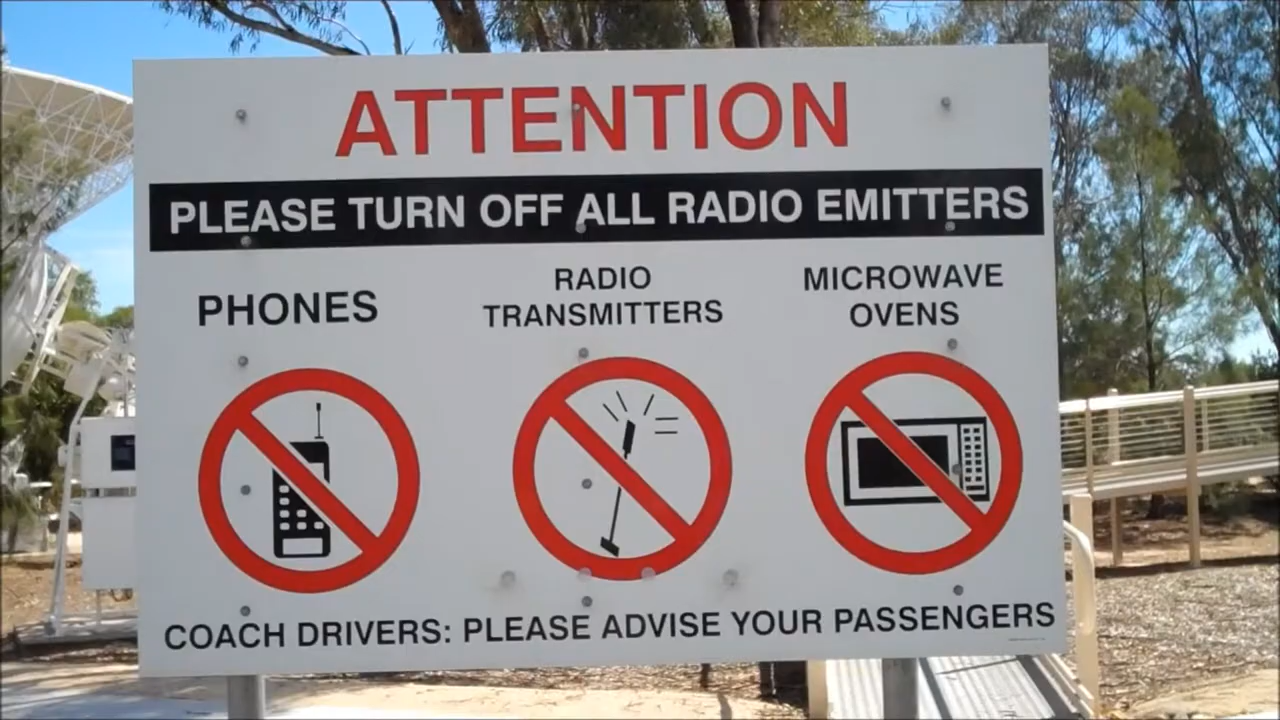 ATTENTION
PLEASE TURN OFF ALL RADIO EMITTERS
PHONES
RADIO
TRANSMITTERS
MICROWAVE
OVENS
COACH DRIVERS: PLEASE ADVISE YOUR PASSENGERS